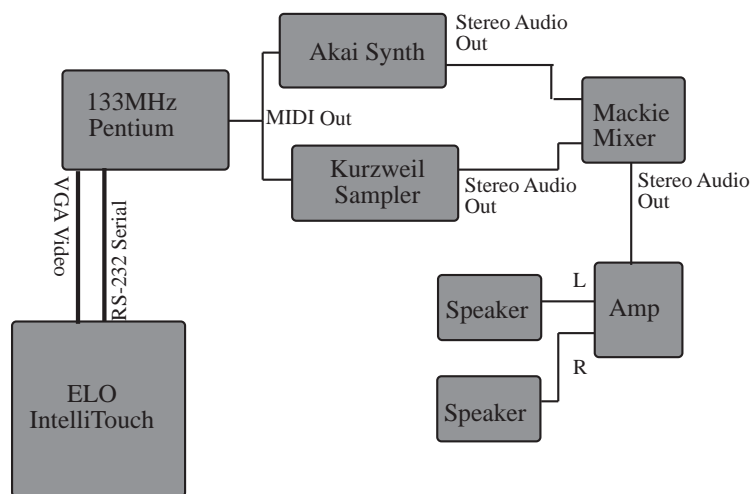 Stereo Audio
Out
Akai Synth
133MHz
Pentium
MIDI Out
Mackie
Mixer
Kurzweil
Sampler
Stereo Audio
Out
Stereo Audio
Out
VGA Video
RS-232 Serial
L
Speaker
Amp
R
Speaker
ELO
IntelliTouch